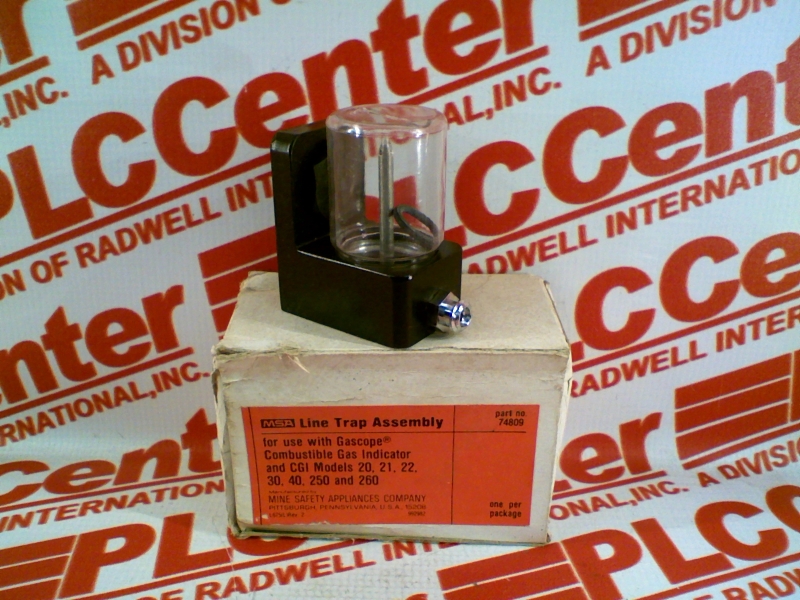 PLCCenter
A DIVISION OF RADWELL INTERNATIONAL, INC.
MSA Line Trap Assembly
part no.
74809
for use with Gascope®
Combustible Gas Indicator
and CGI Models 20, 21, 22,
30, 40, 250 and 260
MINE SAFETY APPLIANCES COMPANY
PITTSBURGH, PENNSYLVANIA, U.S.A. 15208
one per
package